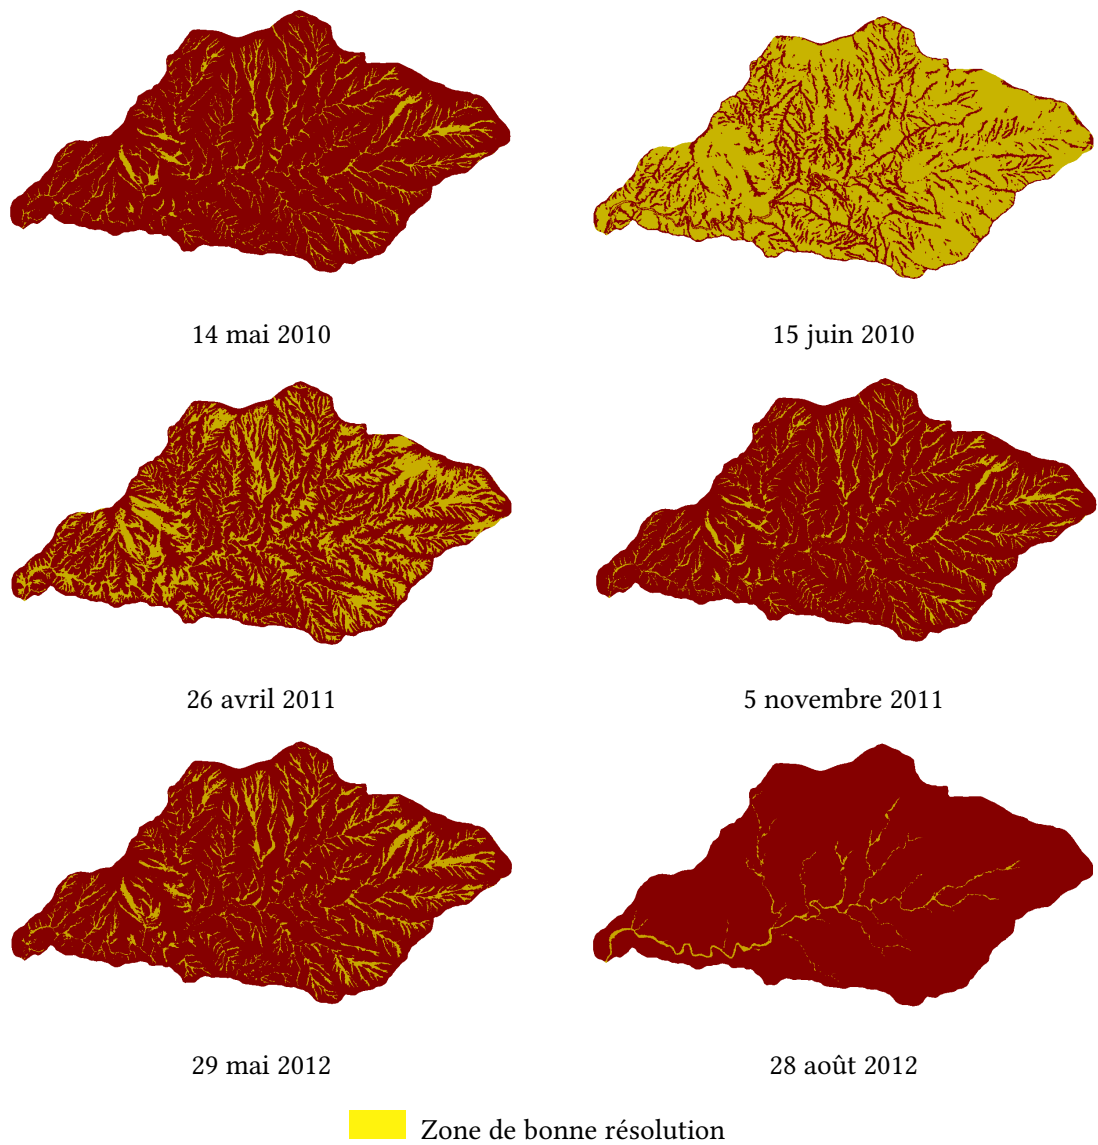 14 mai 2010
15 juin 2010
26 avril 2011
5 novembre 2011
29 mai 2012
28 août 2012
Zone de bonne résolution